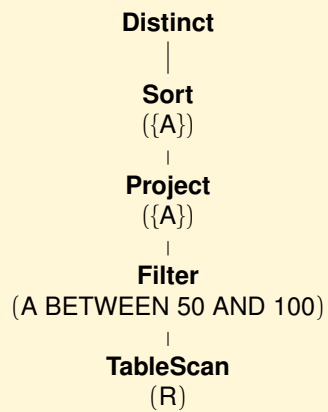 Distinct
Sort
({A})
Project
({A})
Filter
(A BETWEEN 50 AND 100)
TableScan
(R)